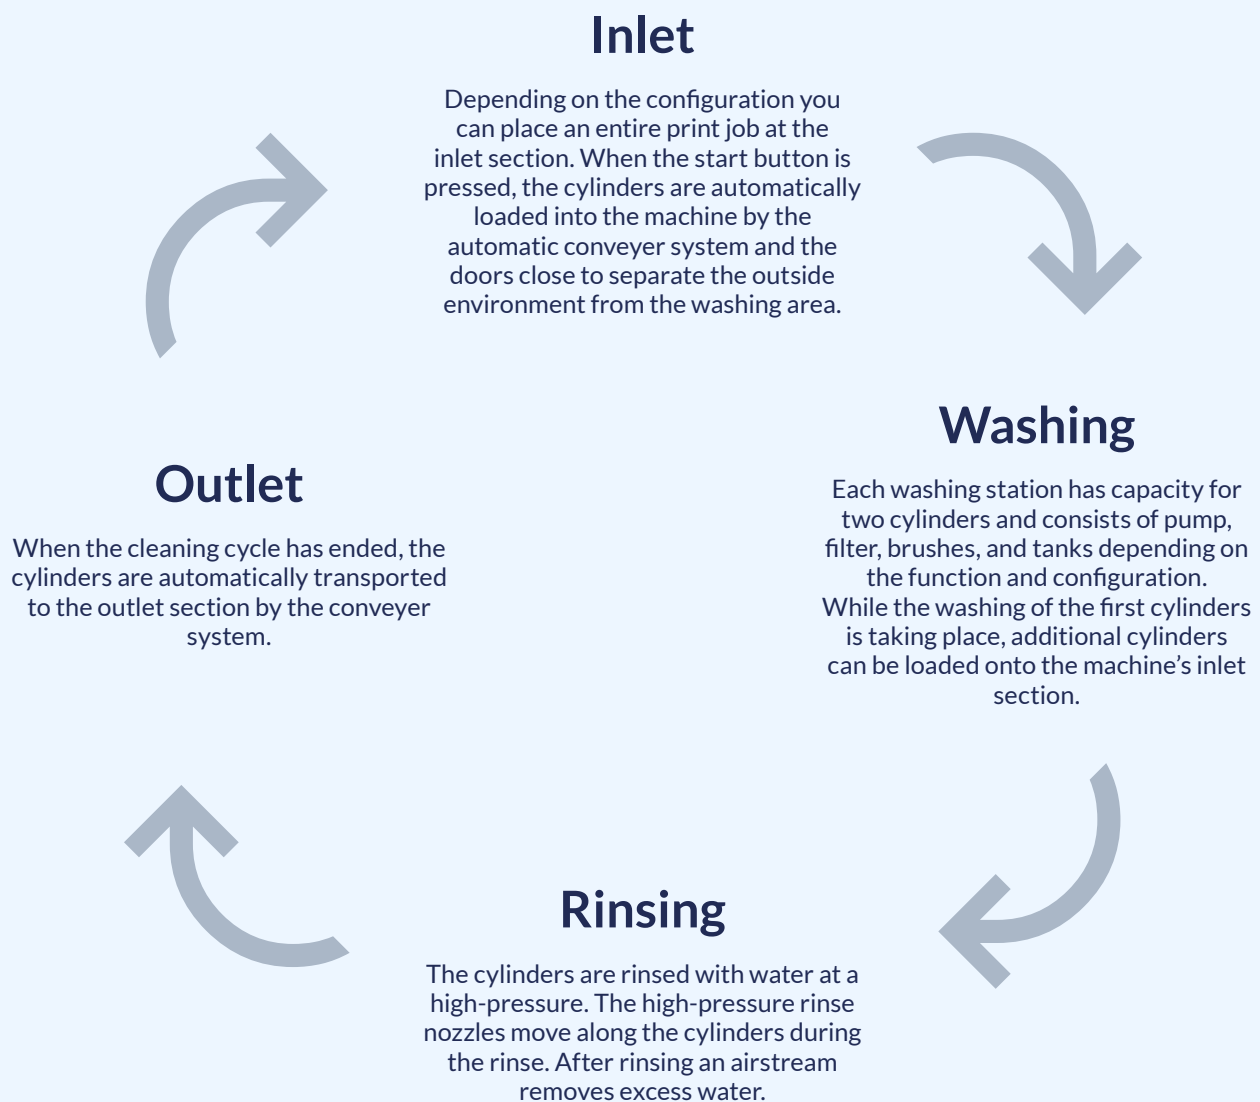 Inlet
Depending on the configuration you
can place an entire print job at the
inlet section. When the start button is
pressed, the cylinders are automatically
loaded into the machine by the
automatic conveyer system and the
doors close to separate the outside
environment from the washing area.
Washing
Each washing station has capacity for
two cylinders and consists of pump,
filter, brushes, and tanks depending on
the function and configuration.
While the washing of the first cylinders
is taking place, additional cylinders
can be loaded onto the machine’s inlet
section.
Rinsing
The cylinders are rinsed with water at a
high-pressure. The high-pressure rinse
nozzles move along the cylinders during
the rinse. After rinsing an airstream
removes excess water.
Outlet
When the cleaning cycle has ended, the
cylinders are automatically transported
to the outlet section by the conveyer
system.